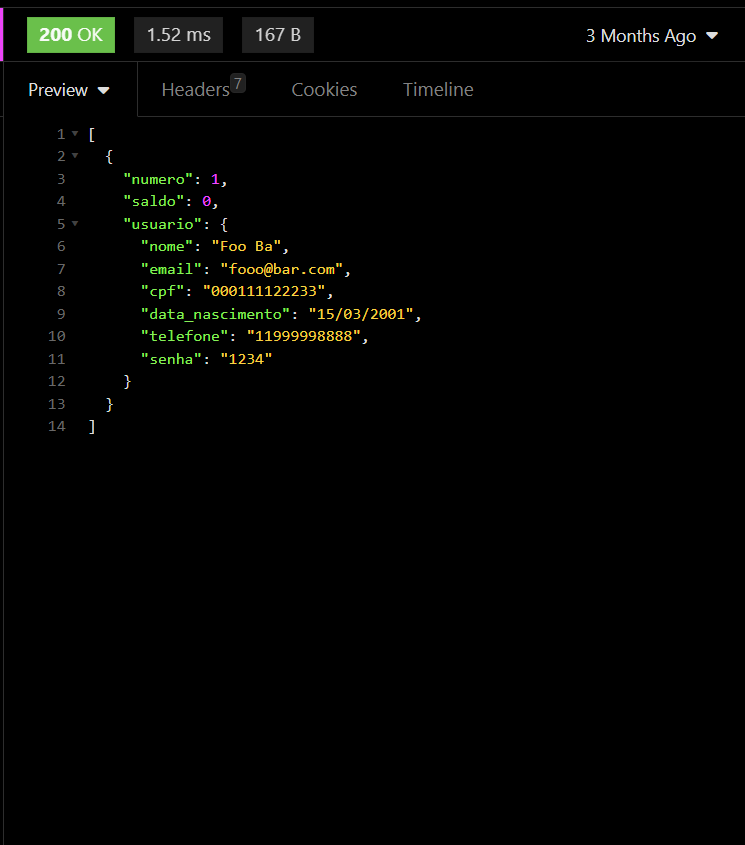 200 OK 1.52 ms 167 B 3 Months Ago
Preview Headers 7 Cookies Timeline
1 [
2 {
3 "numero": 1,
4 "saldo": 0,
5 "usuario": {
6 "nome": "Foo Ba",
7 "email": "fooo@bar.com",
8 "cpf": "000111122233",
9 "data_nascimento": "15/03/2001",
10 "telefone": "11999998888",
11 "senha": "1234"
12 }
13 }
14 ]